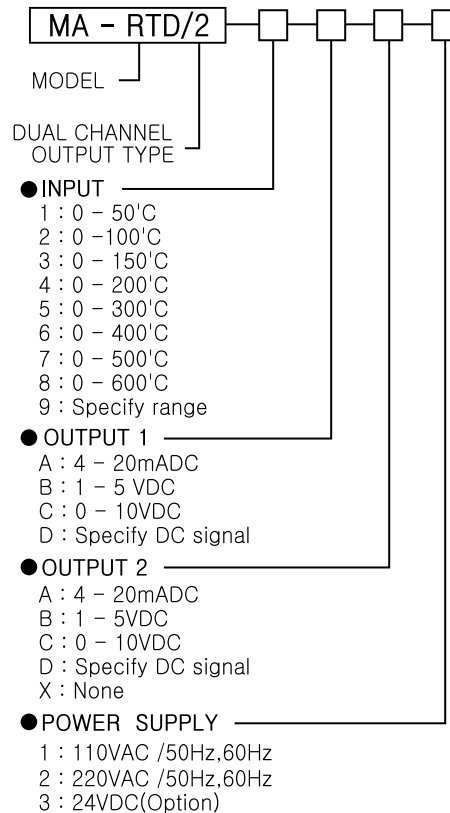 MA - RTD/2
MODEL
DUAL CHANNEL
OUTPUT TYPE
●INPUT
1 : 0 - 50'C
2 : 0 -100'C
3 : 0 - 150'C
4 : 0 - 200'C
5 : 0 - 300'C
6 : 0 - 400'C
7 : 0 - 500'C
8 : 0 - 600'C
9 : Specify range
● OUTPUT 1
A : 4 - 20mADC
B : 1 - 5 VDC
C : 0 - 10VDC
D : Specify DC signal
●OUTPUT 2
A : 4 - 20mADC
B : 1 - 5VDC
C : 0 - 10VDC
D : Specify DC signal
X : None
●POWER SUPPLY
1 : 110VAC /50Hz,60Hz
2 : 220VAC /50Hz,60Hz
3 : 24VDC(Option)